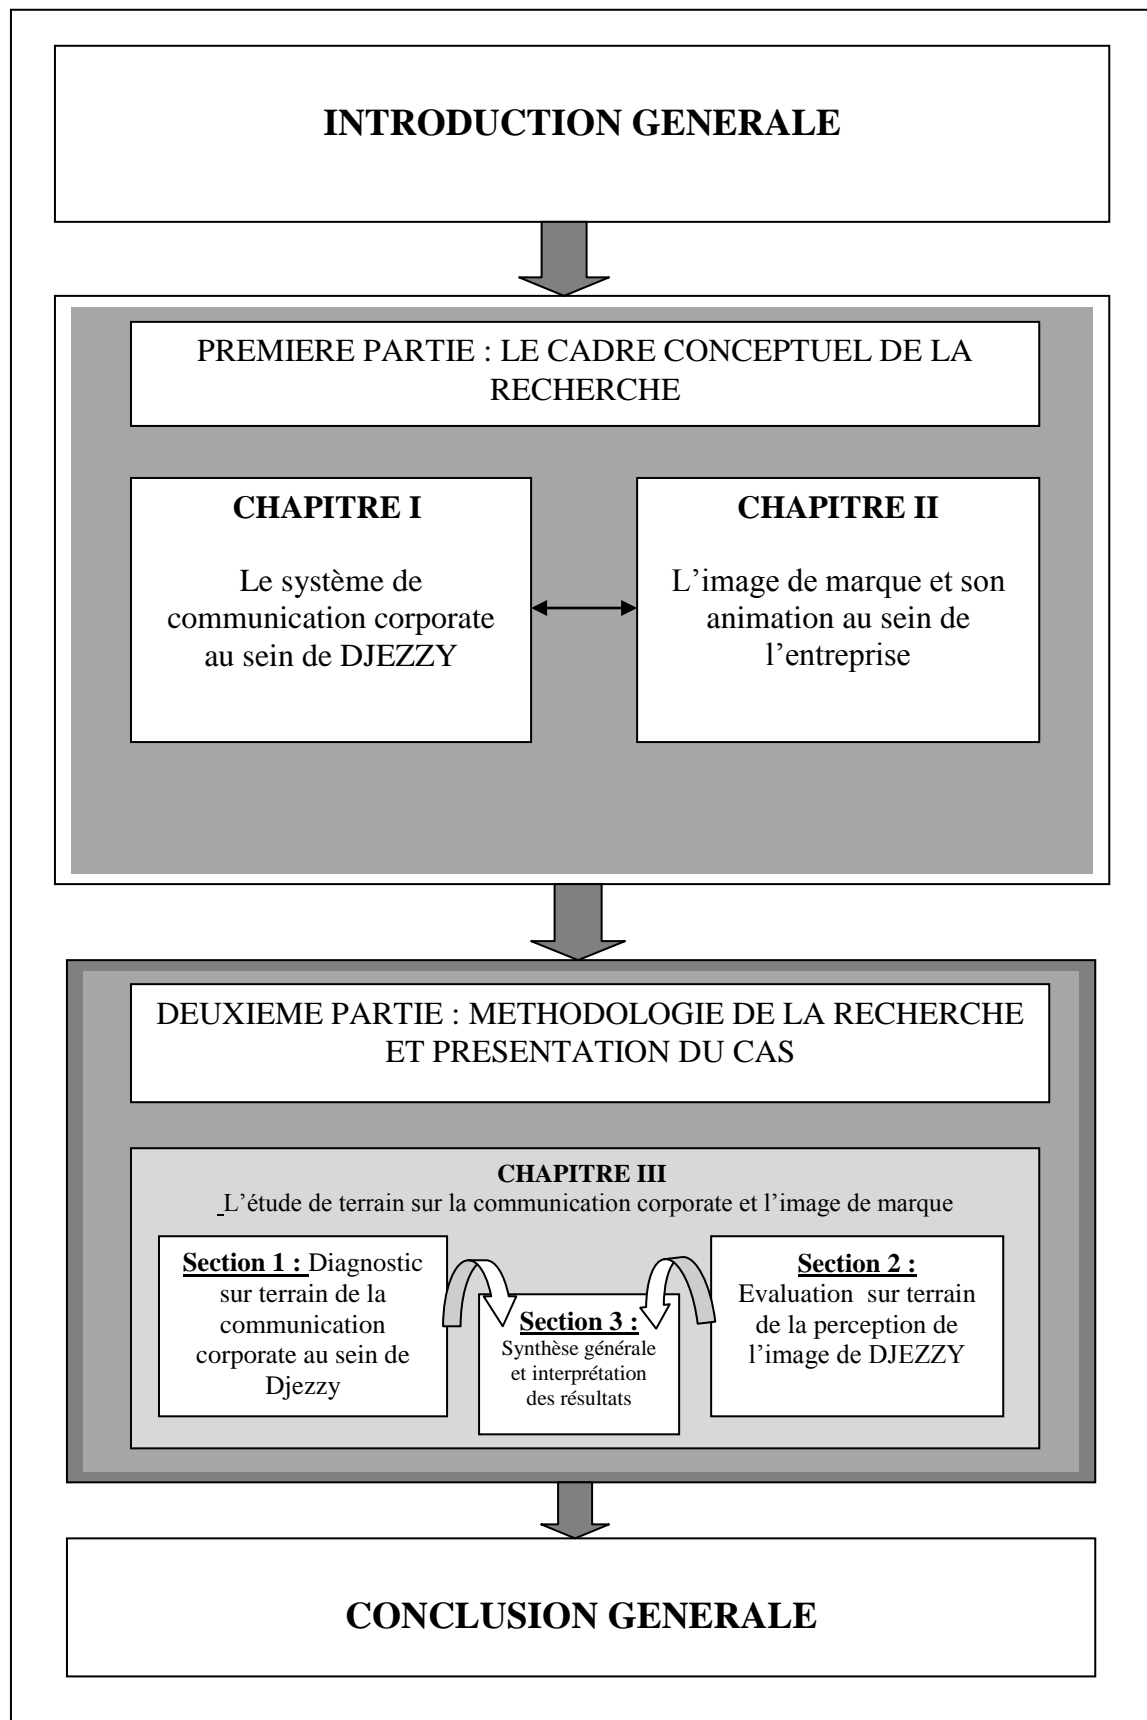 INTRODUCTION GENERALE
PREMIERE PARTIE : LE CADRE CONCEPTUEL DE LA
RECHERCHE
CHAPITRE I
Le système de
communication corporate
au sein de DJEZZY
CHAPITRE II
L’image de marque et son
animation au sein de
l’entreprise
DEUXIEME PARTIE : METHODOLOGIE DE LA RECHERCHE
ET PRESENTATION DU CAS
CHAPITRE III
L’étude de terrain sur la communication corporate et l’image de marque
Section 1 : Diagnostic
sur terrain de la
communication
corporate au sein de
Djezzy
Section 3 :
Synthèse générale
et interprétation
des résultats
Section 2 :
Evaluation sur terrain
de la perception de
l’image de DJEZZY
CONCLUSION GENERALE